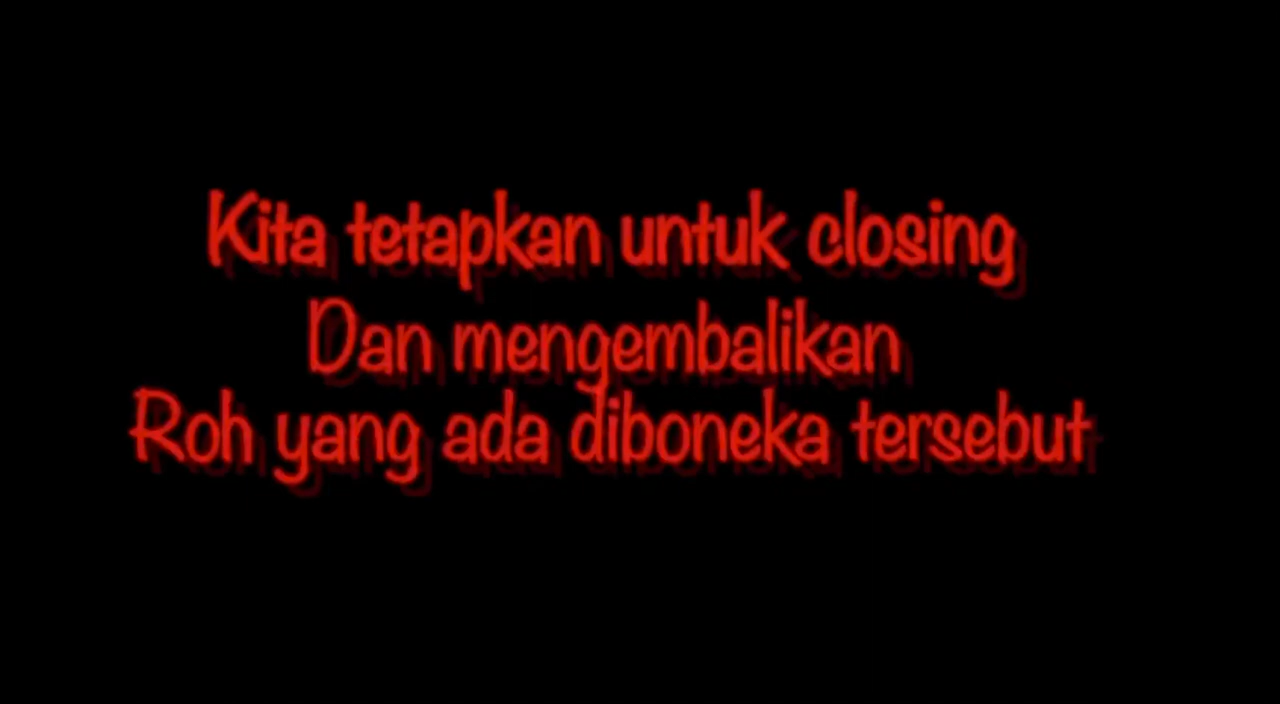 Kita tetapkan untuk closing
Dan mengembalikan
Roh yang ada diboneka tersebut